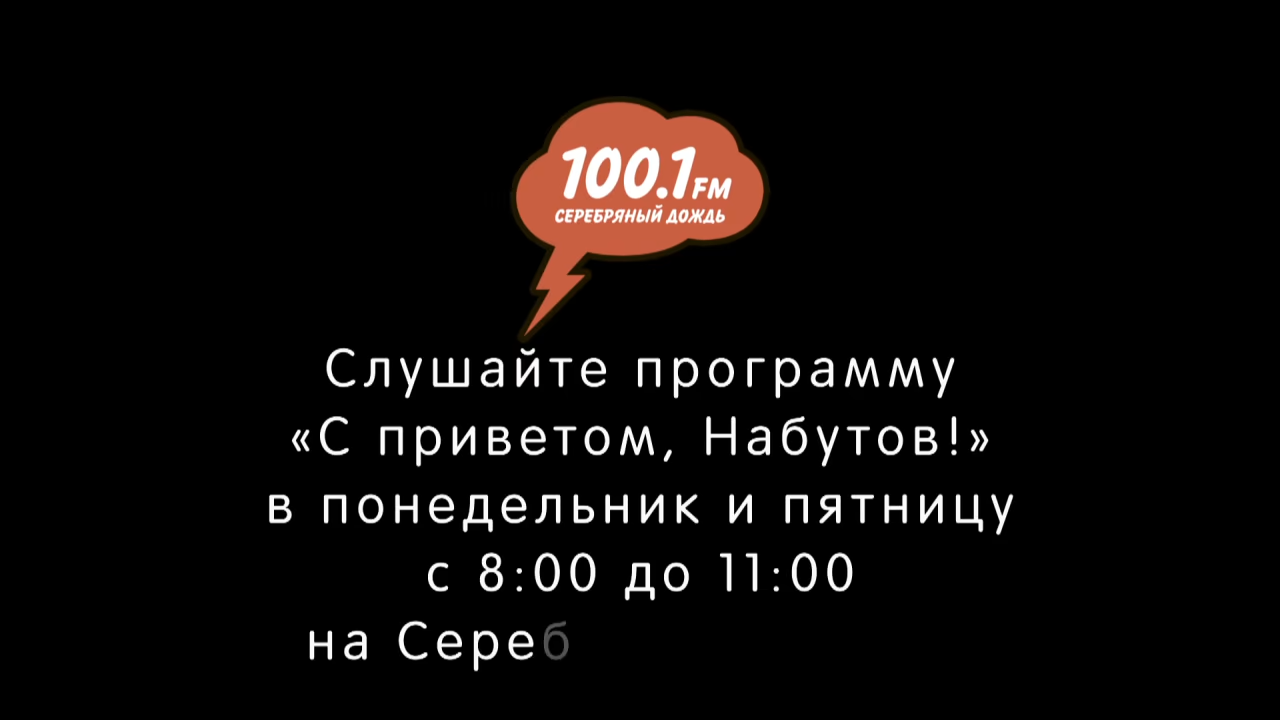 100.1FM
СЕРЕБРЯНЫЙ ДОЖДЬ
Слушайте программу
«С приветом, Набутов!»
в понедельник и пятницу
с 8:00 до 11:00
на Сереб